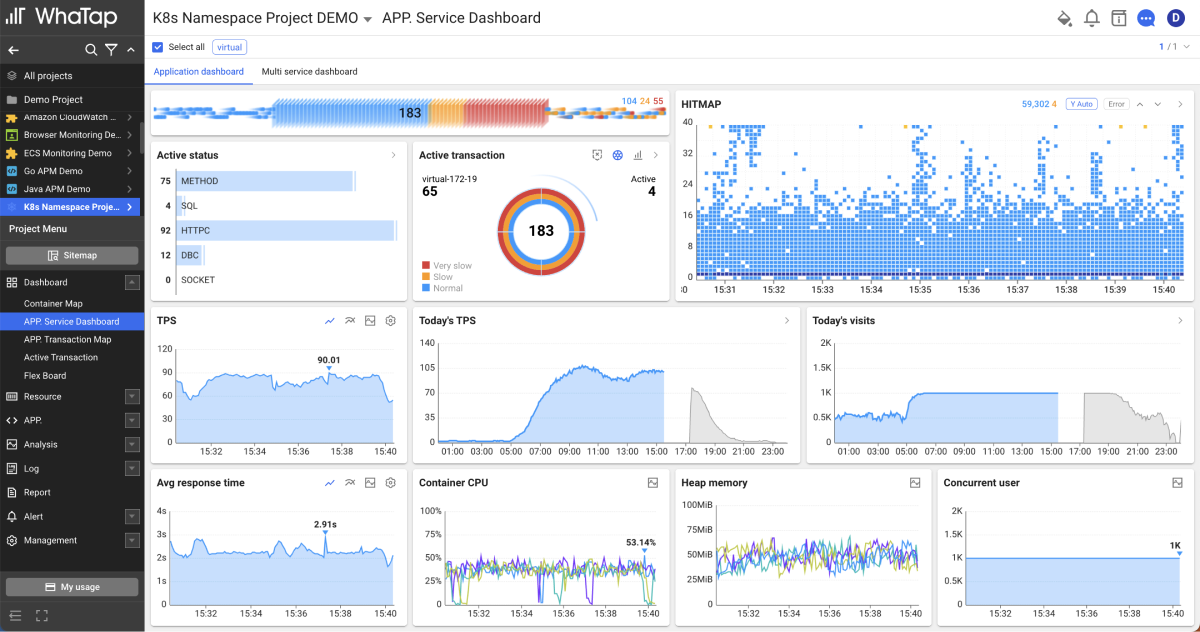 WhaTap
K8s Namespace Project DEMO APP. Service Dashboard
D
All projects
Demo Project
Amazon CloudWatch ...
Browser Monitoring De...
ECS Monitoring Demo
Go APM Demo
Java APM Demo
K8s Namespace Proje...
Project Menu
Sitemap
Dashboard
Container Map
APP. Service Dashboard
APP. Transaction Map
Active Transaction
Flex Board
Resource
APP.
Analysis
Log
Report
Alert
Management
My usage
Select all virtual
1 / 1
Application dashboard Multi service dashboard
183
104 24 55
HITMAP
59,302 4 Y Auto Error
40
32
24
16
8
0
:30 15:31 15:32 15:33 15:34 15:35 15:36 15:37 15:38 15:39 15:40
Active status
75 METHOD
4 SQL
92 HTTPC
12 DBC
0 SOCKET
Active transaction
virtual-172-19 Active
65 4
183
Very slow
Slow
Normal
TPS
120
90
60
30
0
90.01
15:32 15:34 15:36 15:38 15:40
Today's TPS
140
105
70
35
0
01:00 03:00 05:00 07:00 09:00 11:00 13:00 15:00 17:00 19:00 21:00 23:00
Today's visits
2K
1.5K
1K
0.5K
0
01:00 03:00 05:00 07:00 09:00 11:00 13:00 15:00 17:00 19:00 21:00 23:00
Avg response time
4s
3s
2s
1s
0
2.91s
15:32 15:34 15:36 15:38 15:40
Container CPU
100%
75%
50%
25%
0
53.14%
15:32 15:34 15:36 15:38 15:40
Heap memory
100MiB
75MiB
50MiB
25MiB
0
15:32 15:34 15:36 15:38 15:40
Concurrent user
2K
1.5K
1K
0.5K
0
1K
15:32 15:34 15:36 15:38 15:40